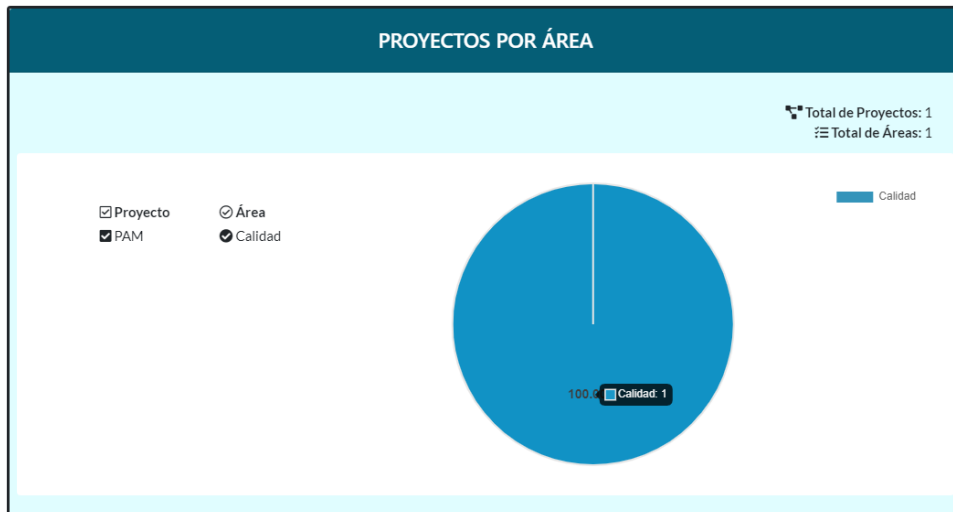 PROYECTOS POR ÁREA
Total de Proyectos: 1
Total de Áreas: 1
Proyecto Área
PAM Calidad
Calidad
Calidad: 1